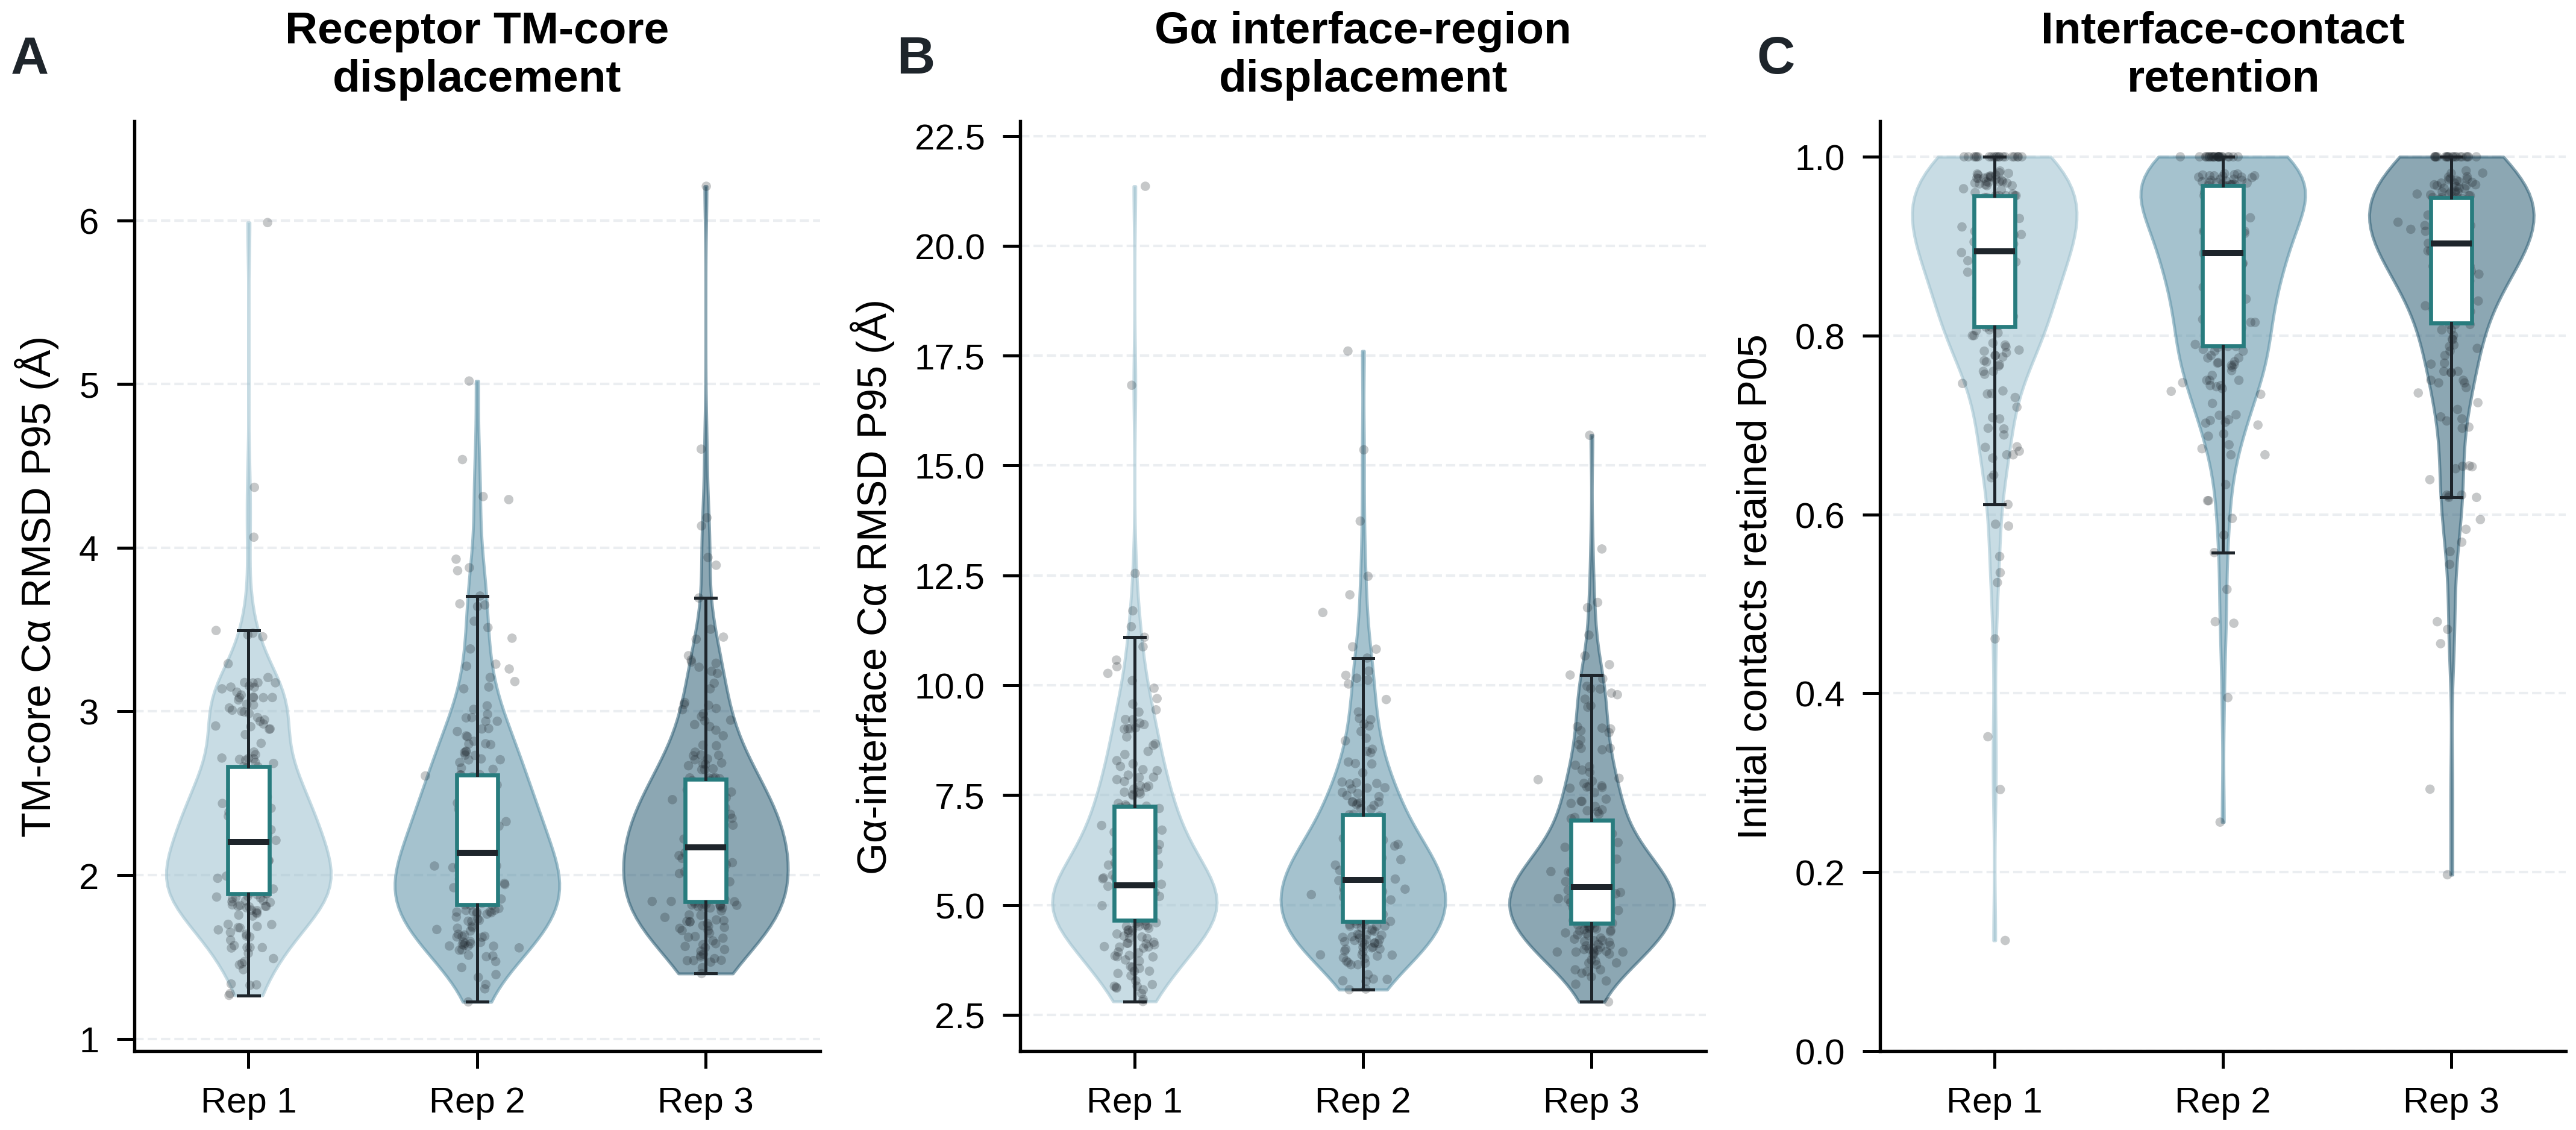 A
Receptor TM-core
displacement
TM-core Cα RMSD P95 (Å)
6
5
4
3
2
1
Rep 1
Rep 2
Rep 3
B
Gα interface-region
displacement
Gα-interface Cα RMSD P95 (Å)
22.5
20.0
17.5
15.0
12.5
10.0
7.5
5.0
2.5
Rep 1
Rep 2
Rep 3
C
Interface-contact
retention
Initial contacts retained P05
1.0
0.8
0.6
0.4
0.2
0.0
Rep 1
Rep 2
Rep 3